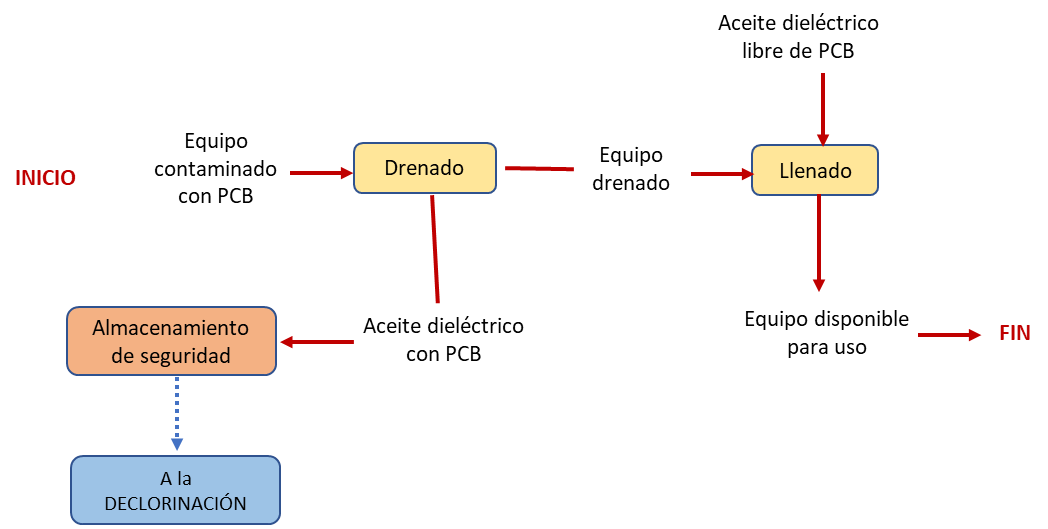 Aceite dieléctrico
libre de PCB
INICIO
Equipo
contaminado
con PCB
Drenado
Equipo
drenado
Llenado
Almacenamiento
de seguridad
Aceite dieléctrico
con PCB
Equipo disponible
para uso
FIN
A la
DECLORINACIÓN